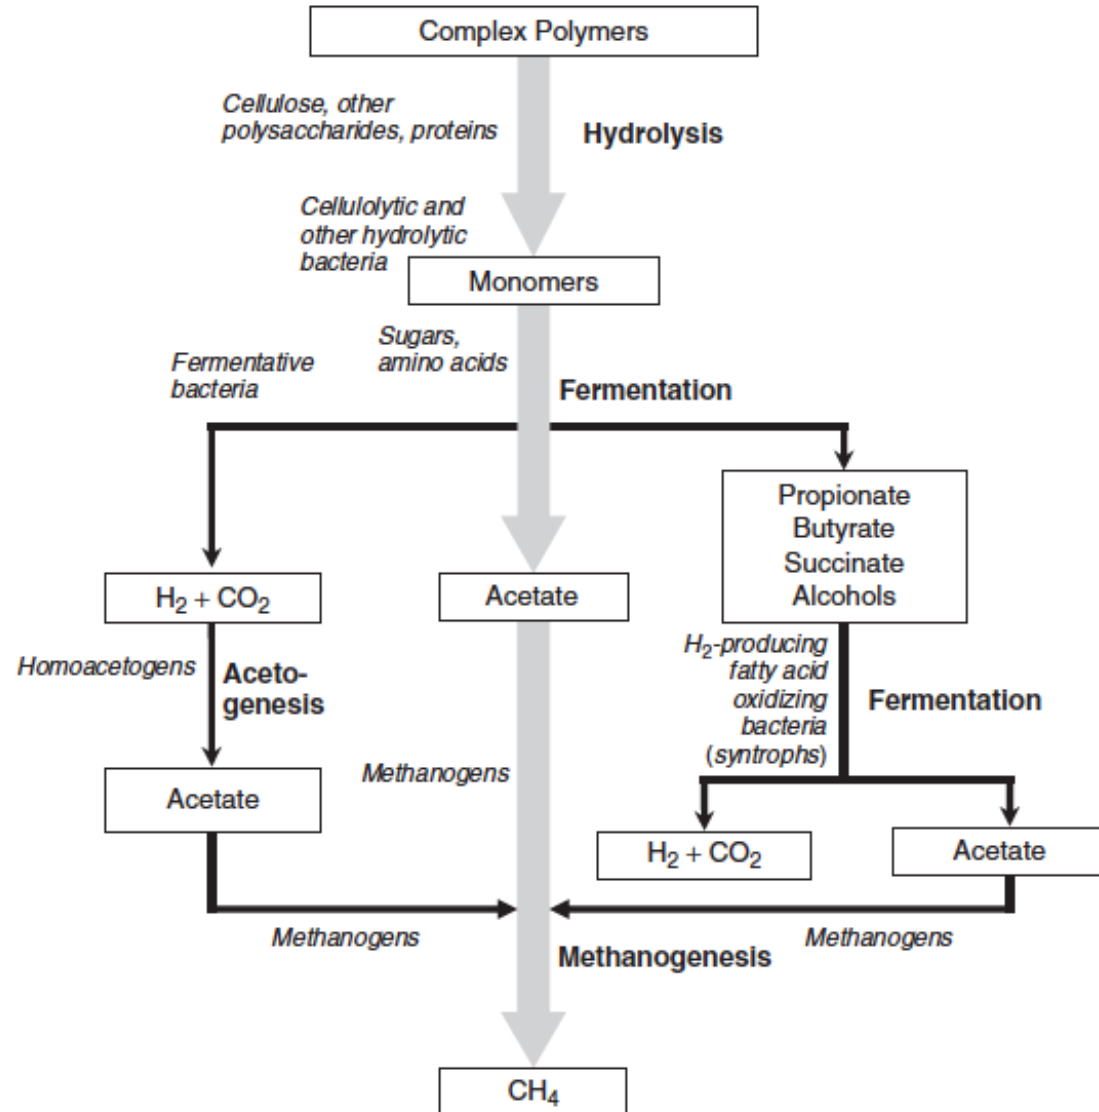 Complex Polymers
Cellulose, other
polysaccharides, proteins
Hydrolysis
Cellulolytic and
other hydrolytic
bacteria
Monomers
Sugars,
amino acids
Fermentative
bacteria
Fermentation
Propionate
Butyrate
Succinate
Alcohols
H₂ + CO₂
Acetate
H₂-producing
fatty acid
oxidizing
bacteria
(syntrophs)
Homoacetogens
Aceto-
genesis
Fermentation
Methanogens
Acetate
H₂ + CO₂
Acetate
Methanogens
Methanogens
Methanogenesis
CH₄